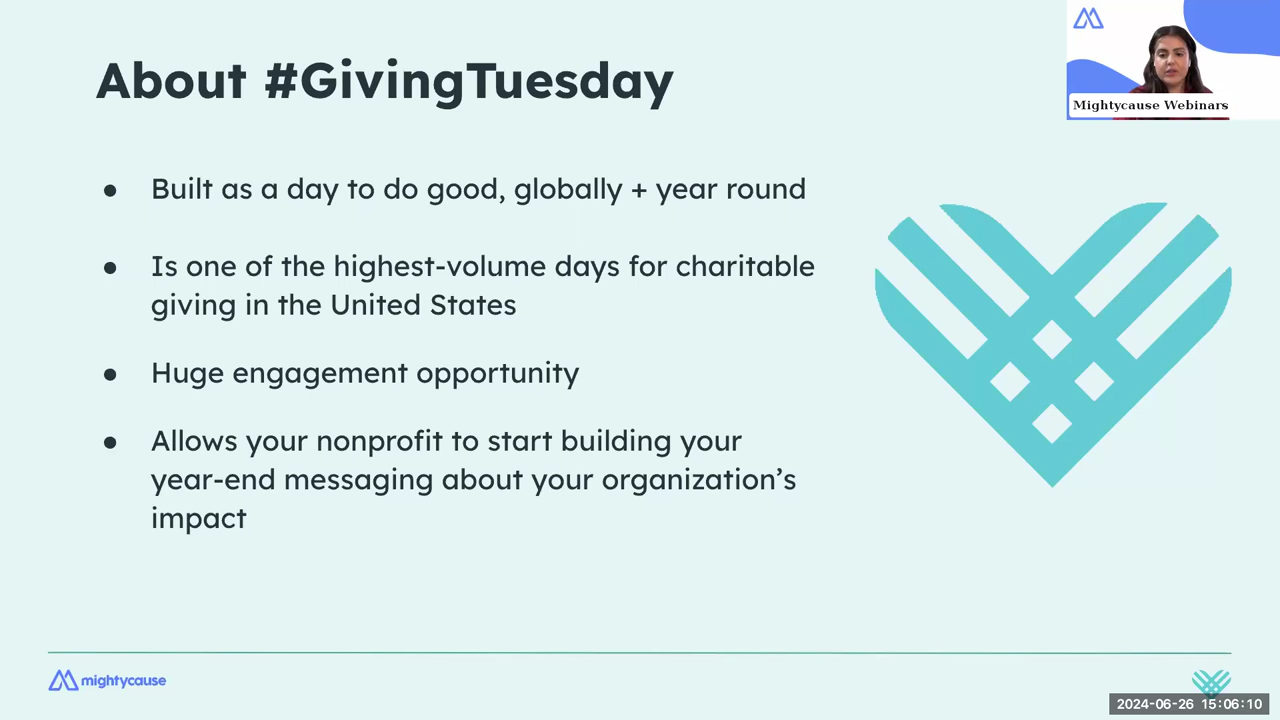 About #GivingTuesday
Mightycause Webinars
● Built as a day to do good, globally + year round
● Is one of the highest-volume days for charitable
giving in the United States
● Huge engagement opportunity
● Allows your nonprofit to start building your
year-end messaging about your organization’s
impact
mightycause
2024-06-26 15:06:10